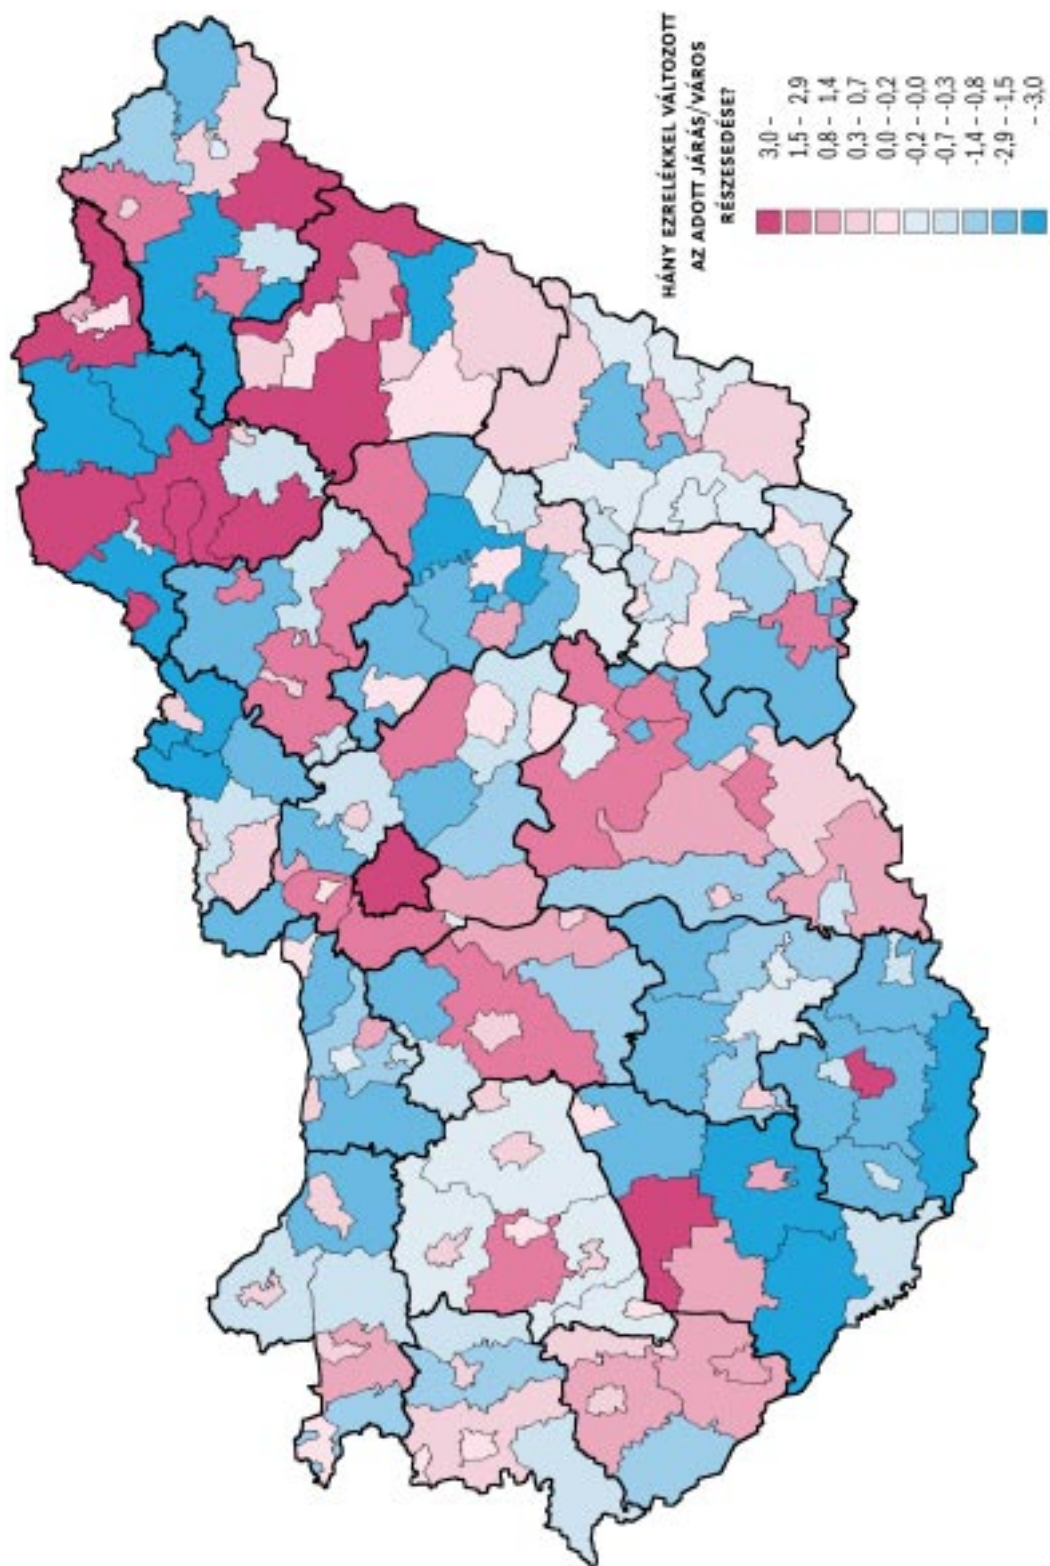 HÁNY EZRELÉKKEL VÁLTOZOTT
AZ ADOTT JÁRÁS/VÁROS
RÉSZESEDÉSE?
3,0 –
1,5 – 2,9
0,8 – 1,4
0,3 – 0,7
0,0 – 0,2
-0,2 – -0,0
-0,7 – -0,3
-1,4 – -0,8
-2,9 – -1,5
– -3,0